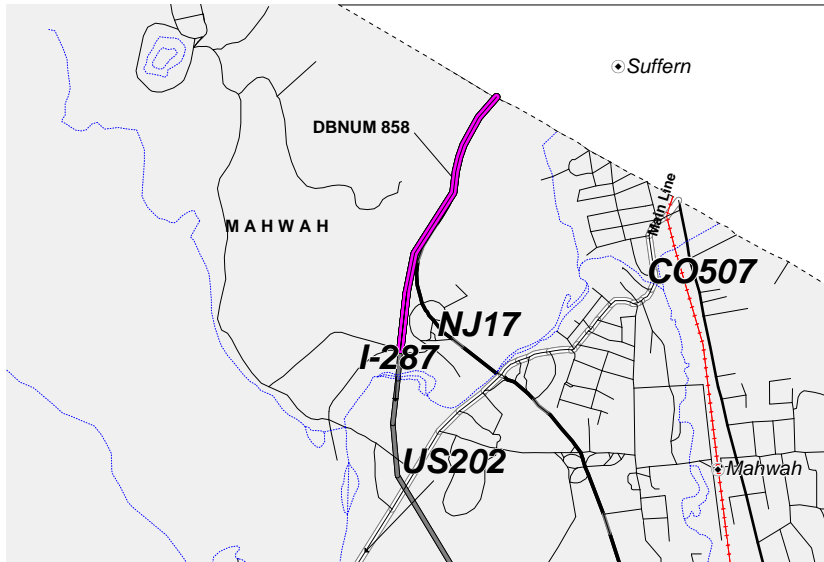 Suffern
DBNUM 858
Main Line
MAHWAH
CO507
NJ17
I-287
US202
Mahwah